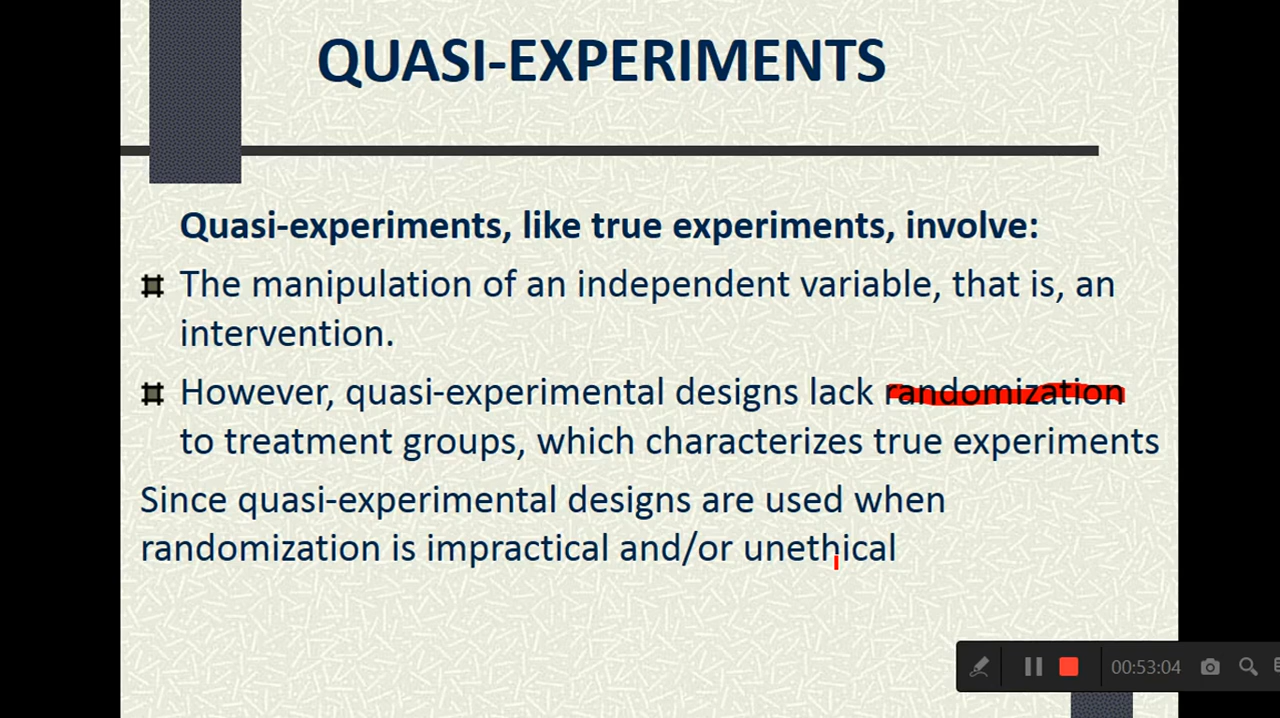 QUASI-EXPERIMENTS
Quasi-experiments, like true experiments, involve:
The manipulation of an independent variable, that is, an
intervention.
However, quasi-experimental designs lack randomization
to treatment groups, which characterizes true experiments
Since quasi-experimental designs are used when
randomization is impractical and/or unethical
00:53:04